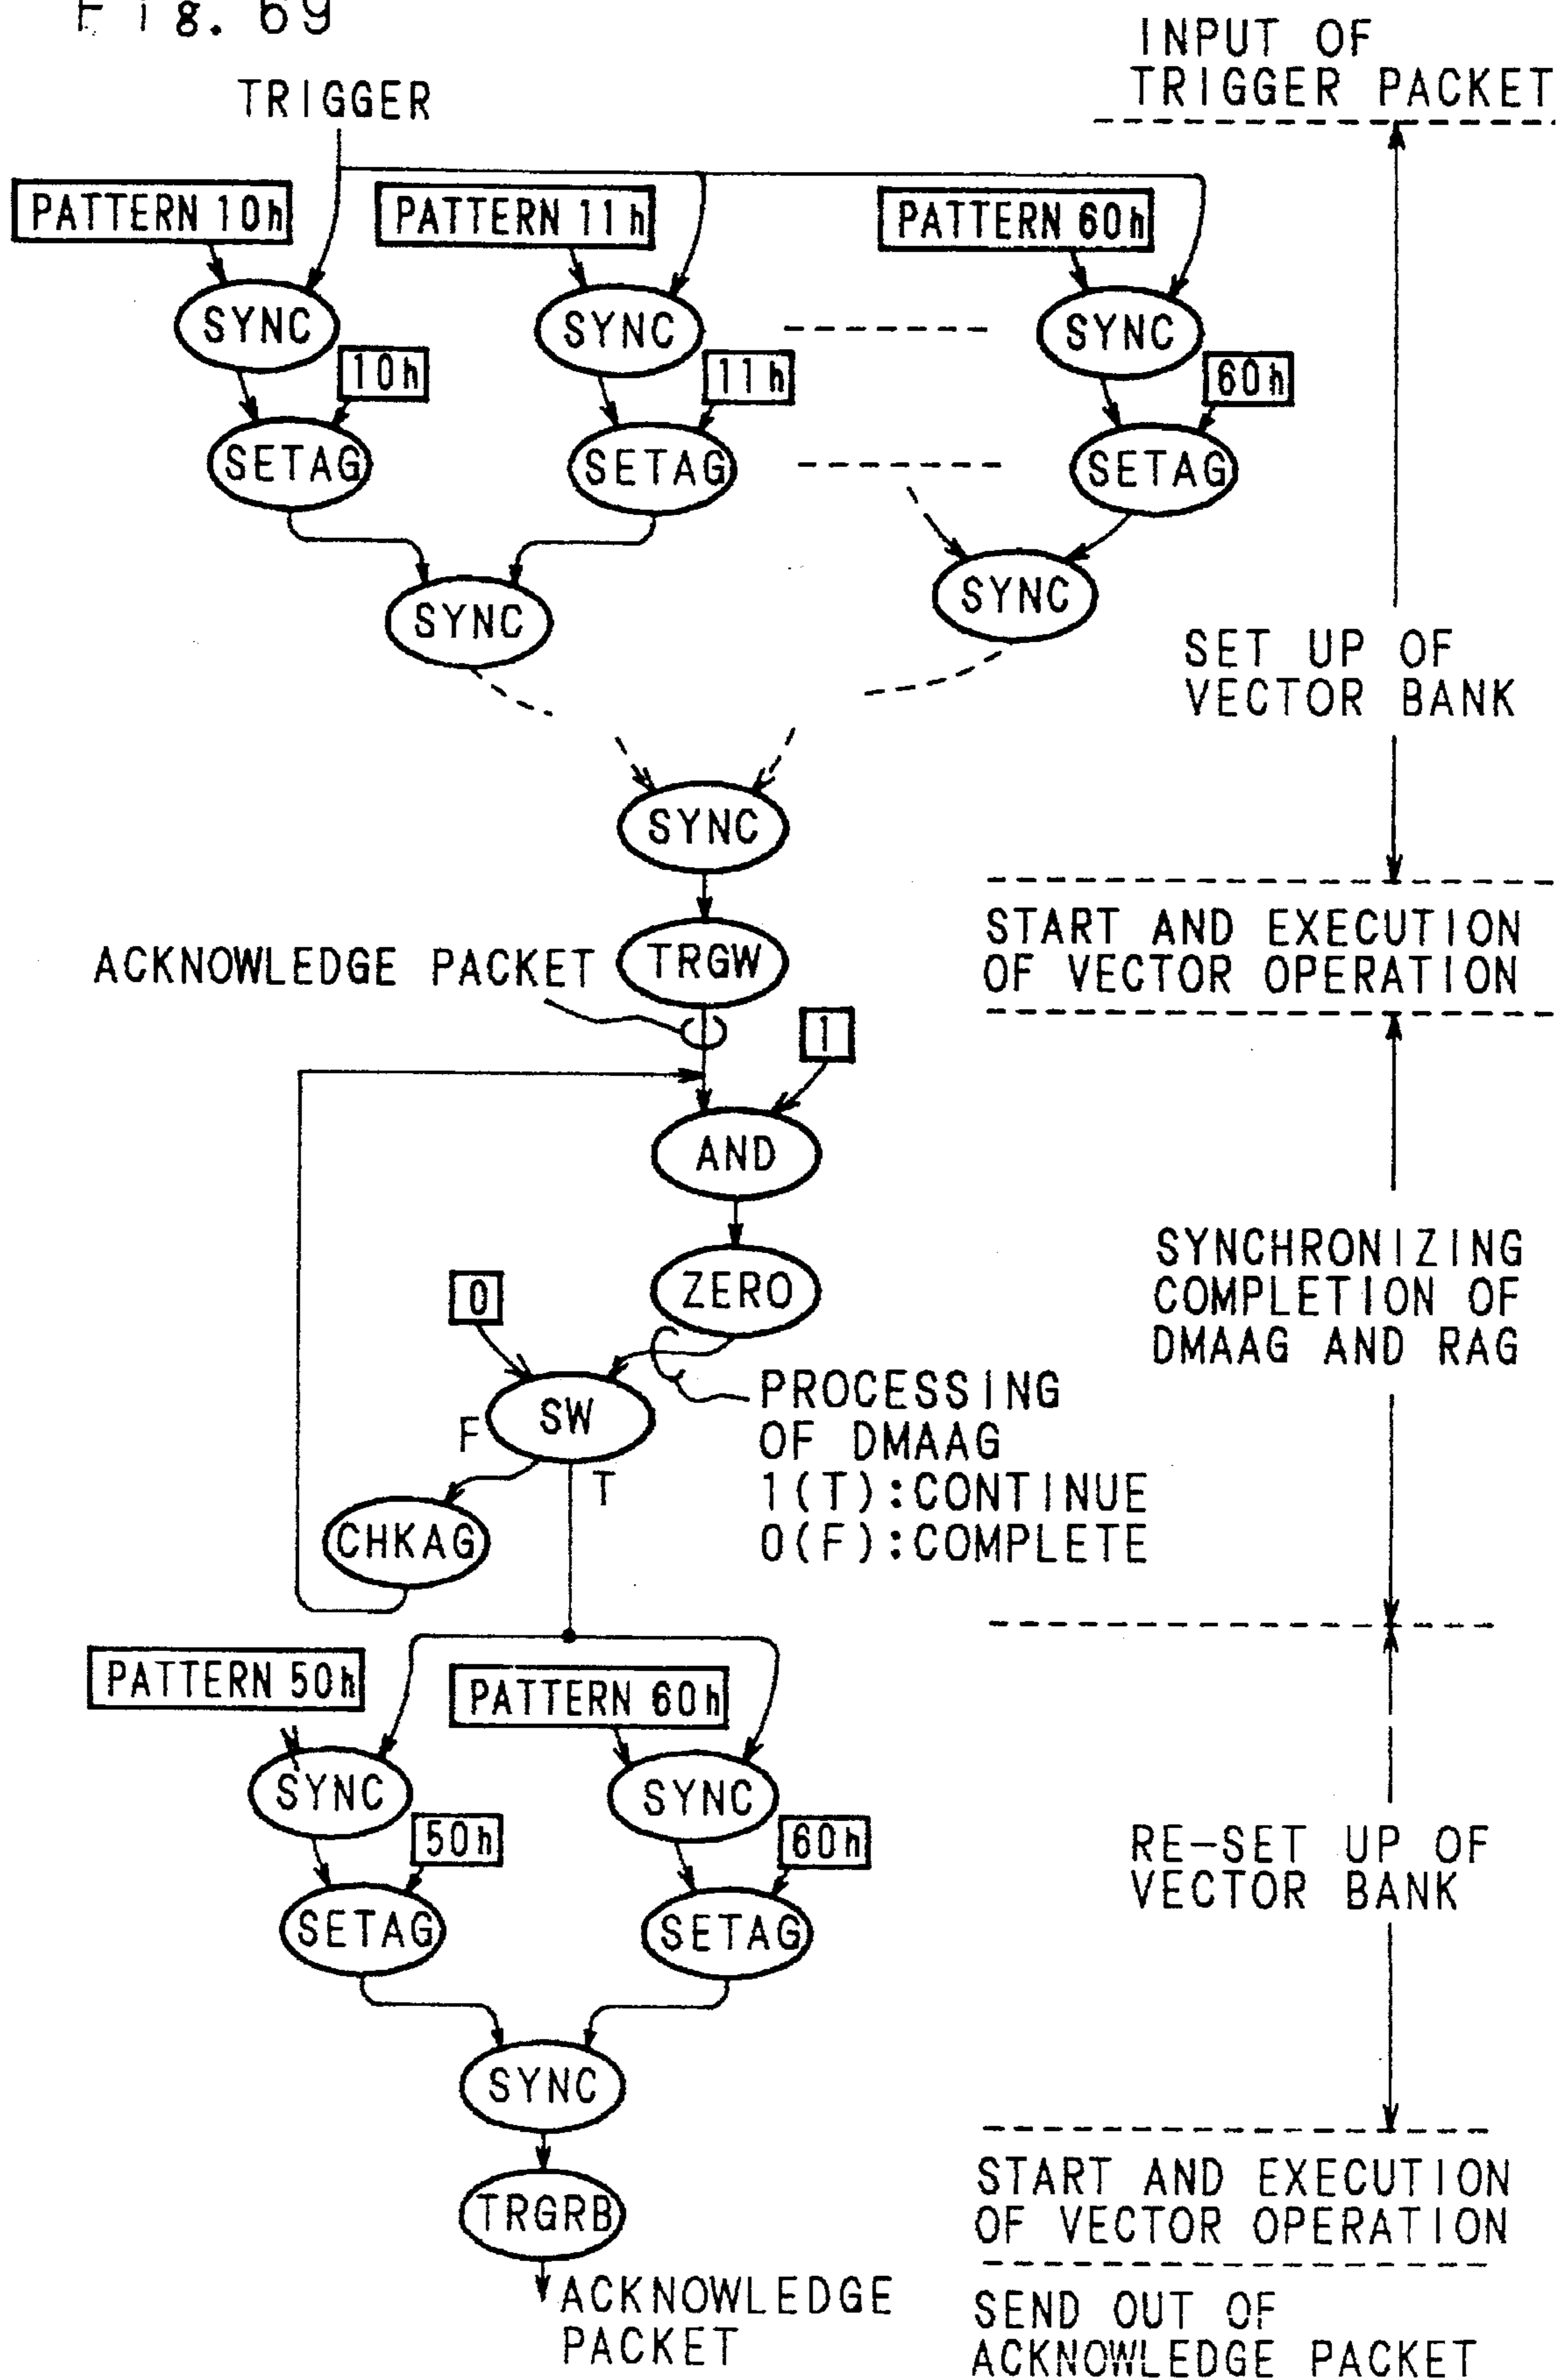 Fig. 69
INPUT OF
TRIGGER PACKET
TRIGGER
PATTERN 10h
PATTERN 11h
PATTERN 60h
SYNC
SYNC
SYNC
10h
11h
60h
SETAG
SETAG
SETAG
SYNC
SYNC
SET UP OF
VECTOR BANK
SYNC
START AND EXECUTION
OF VECTOR OPERATION
ACKNOWLEDGE PACKET
TRGW
1
AND
ZERO
0
SYNCHRONIZING
COMPLETION OF
DMAAG AND RAG
SW
F
T
PROCESSING
OF DMAAG
1(T):CONTINUE
0(F):COMPLETE
CHKAG
PATTERN 50h
PATTERN 60h
SYNC
SYNC
50h
60h
RE-SET UP OF
VECTOR BANK
SETAG
SETAG
SYNC
TRGRB
START AND EXECUTION
OF VECTOR OPERATION
ACKNOWLEDGE
PACKET
SEND OUT OF
ACKNOWLEDGE PACKET